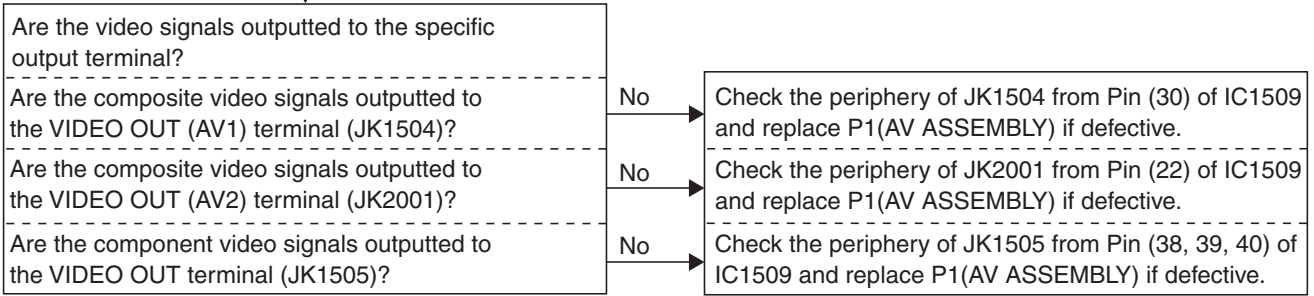 Are the video signals outputted to the specific
output terminal?
Are the composite video signals outputted to
the VIDEO OUT (AV1) terminal (JK1504)?
No
Check the periphery of JK1504 from Pin (30) of IC1509
and replace P1(AV ASSEMBLY) if defective.
Are the composite video signals outputted to
the VIDEO OUT (AV2) terminal (JK2001)?
No
Check the periphery of JK2001 from Pin (22) of IC1509
and replace P1(AV ASSEMBLY) if defective.
Are the component video signals outputted to
the VIDEO OUT terminal (JK1505)?
No
Check the periphery of JK1505 from Pin (38, 39, 40) of
IC1509 and replace P1(AV ASSEMBLY) if defective.